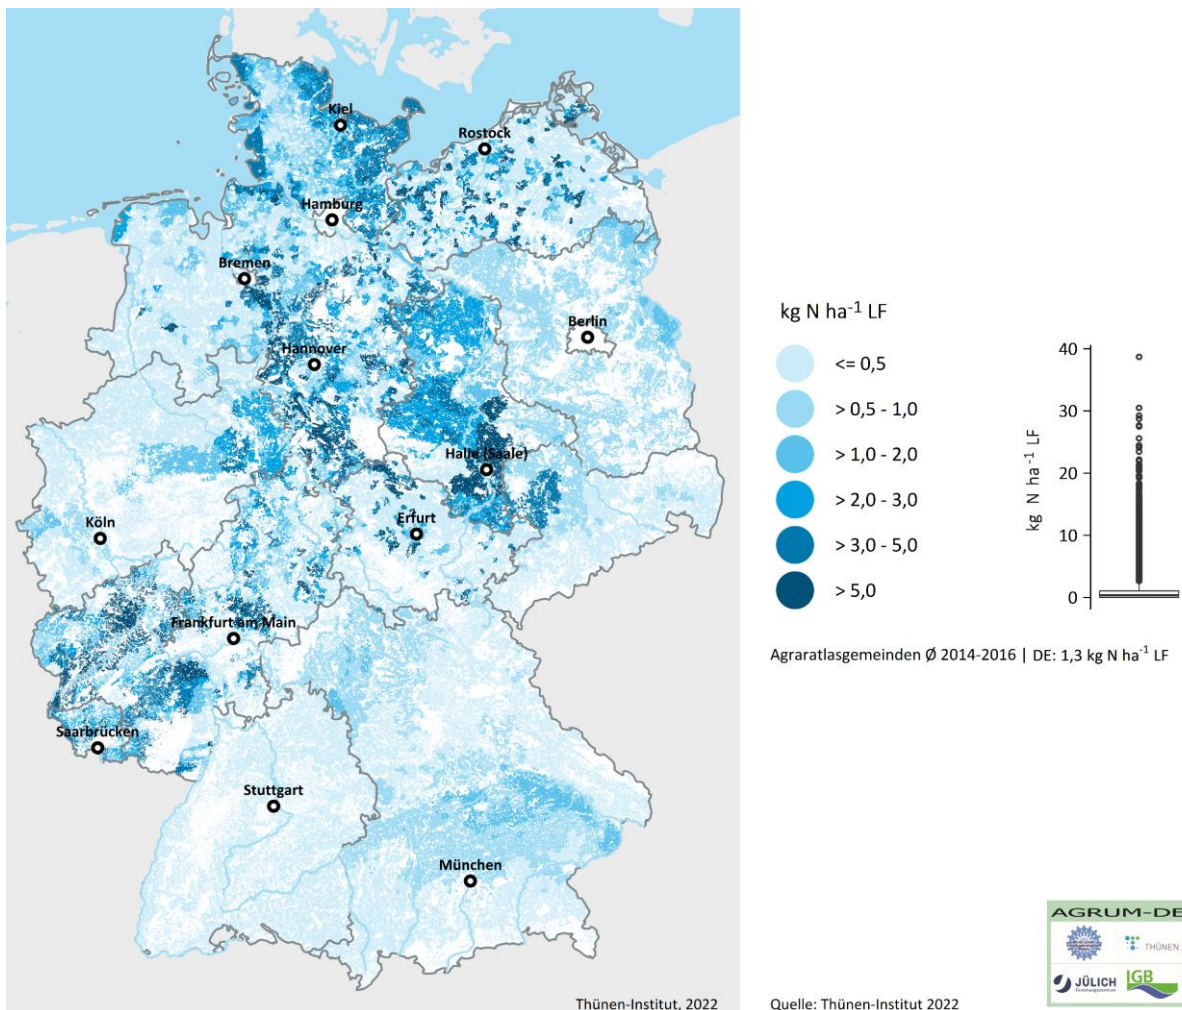 Kiel
Rostock
Hamburg
Bremen
Berlin
Hannover
Halle (Saale)
Köln
Erfurt
Frankfurt am Main
Saarbrücken
Stuttgart
München
Thünen-Institut, 2022
kg N ha⁻¹ LF
<= 0,5
> 0,5 - 1,0
> 1,0 - 2,0
> 2,0 - 3,0
> 3,0 - 5,0
> 5,0
kg N ha⁻¹ LF
40
30
20
10
0
Agraratlasgemeinden Ø 2014-2016 | DE: 1,3 kg N ha⁻¹ LF
Quelle: Thünen-Institut 2022
AGRUM-DE
THÜNEN
JÜLICH
Forschungszentrum
IGB